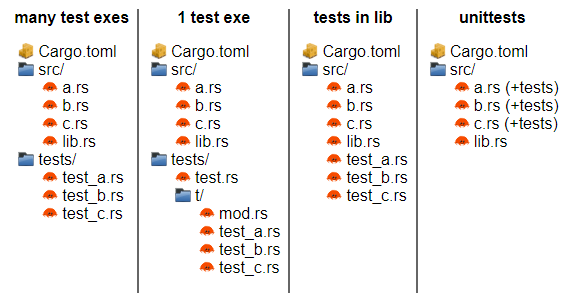 many test exes
Cargo.toml
src/
a.rs
b.rs
c.rs
lib.rs
tests/
test_a.rs
test_b.rs
test_c.rs
1 test exe
Cargo.toml
src/
a.rs
b.rs
c.rs
lib.rs
tests/
test.rs
t/
mod.rs
test_a.rs
test_b.rs
test_c.rs
tests in lib
Cargo.toml
src/
a.rs
b.rs
c.rs
lib.rs
test_a.rs
test_b.rs
test_c.rs
unittests
Cargo.toml
src/
a.rs (+tests)
b.rs (+tests)
c.rs (+tests)
lib.rs